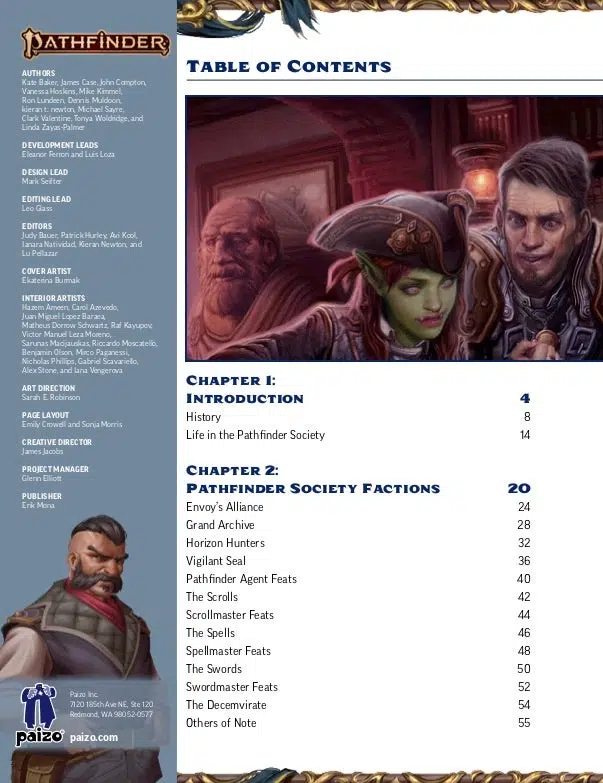 PATHFINDER
AUTHORS
Kate Baker, James Case, John Compton,
Vanessa Hoskins, Mike Kimmel,
Ron Lundeen, Dennis Muldoon,
kieran t. newton, Michael Sayre,
Clark Valentine, Tonya Woldridge, and
Linda Zayas-Palmer
DEVELOPMENT LEADS
Eleanor Ferron and Luis Loza
DESIGN LEAD
Mark Seifter
EDITING LEAD
Leo Glass
EDITORS
Judy Bauer, Patrick Hurley, Avi Kool,
Ianara Natividad, Kieran Newton, and
Lu Pellazar
COVER ARTIST
Ekaterina Burmak
INTERIOR ARTISTS
Hazem Ameen, Carol Azevedo,
Juan Miguel Lopez Barcea,
Matheus Dorrow Schwartz, Raf Kayupov,
Victor Manuel Leza Moreno,
Sarunas Macijauskas, Riccardo Moscatello,
Benjamin Olson, Mirco Paganessi,
Nicholas Phillips, Gabriel Scavariello,
Alex Stone, and Iana Vengerova
ART DIRECTION
Sarah E. Robinson
PAGE LAYOUT
Emily Crowell and Sonja Morris
CREATIVE DIRECTOR
James Jacobs
PROJECT MANAGER
Glenn Elliott
PUBLISHER
Erik Mona
Paizo Inc.
7120 185th Ave NE, Ste 120
Redmond, WA 98052-0577
paizo
paizo.com
TABLE OF CONTENTS
CHAPTER 1:
INTRODUCTION 4
History 8
Life in the Pathfinder Society 14
CHAPTER 2:
PATHFINDER SOCIETY FACTIONS 20
Envoy's Alliance 24
Grand Archive 28
Horizon Hunters 32
Vigilant Seal 36
Pathfinder Agent Feats 40
The Scrolls 42
Scrollmaster Feats 44
The Spells 46
Spellmaster Feats 48
The Swords 50
Swordmaster Feats 52
The Decemvirate 54
Others of Note 55